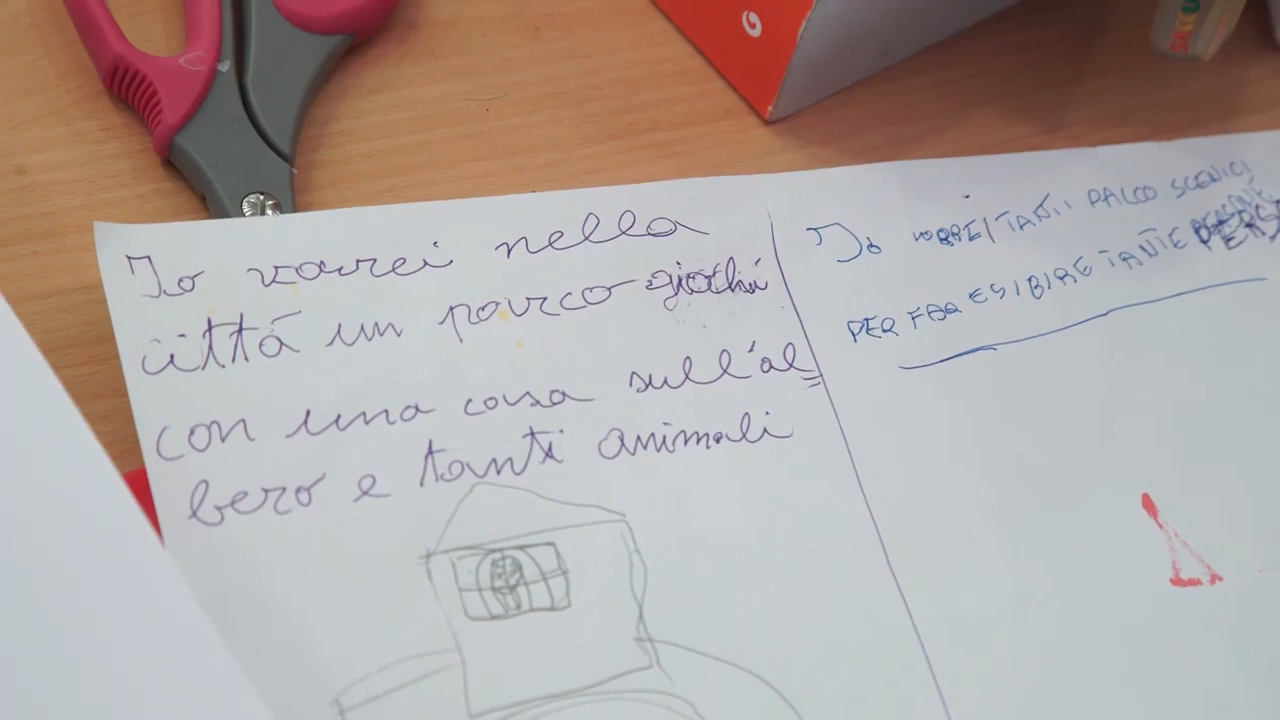 Io vorrei nella
città un parco giochi
con una casa sull'al
bero e tanti animali
Io VORREI TANTI PALCO SCENICI
PER FAR ESIBIRE TANTE PERSONE